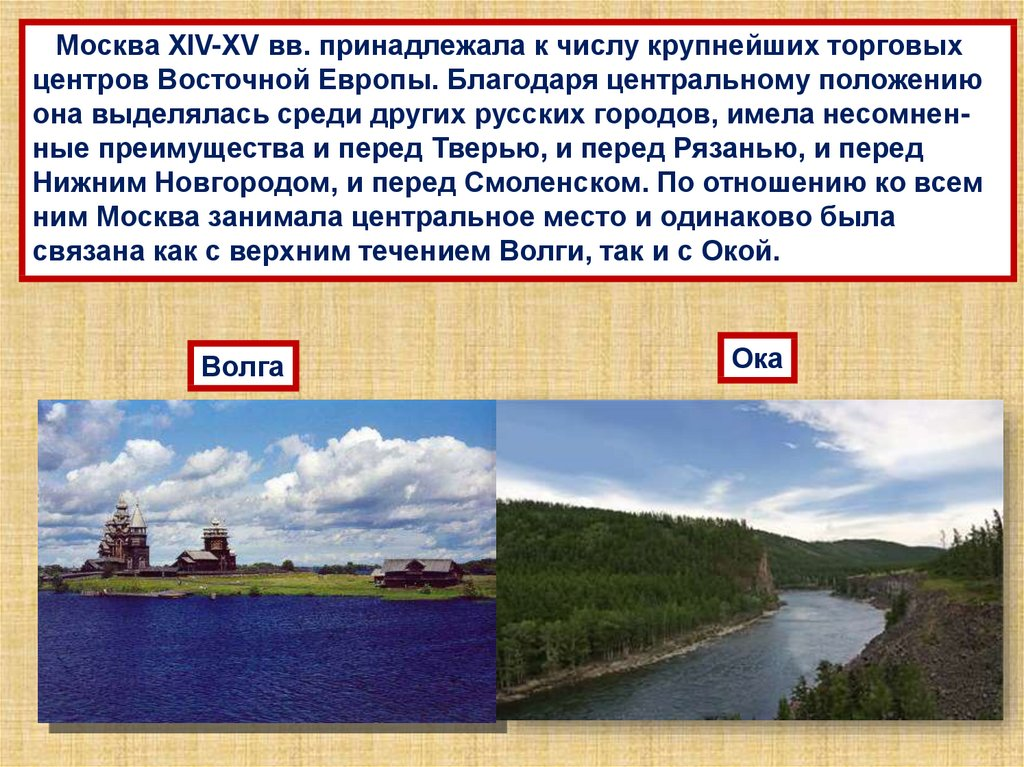 Москва XIV-XV вв. принадлежала к числу крупнейших торговых
центров Восточной Европы. Благодаря центральному положению
она выделялась среди других русских городов, имела несомнен-
ные преимущества и перед Тверью, и перед Рязанью, и перед
Нижним Новгородом, и перед Смоленском. По отношению ко всем
ним Москва занимала центральное место и одинаково была
связана как с верхним течением Волги, так и с Окой.
Волга
Ока